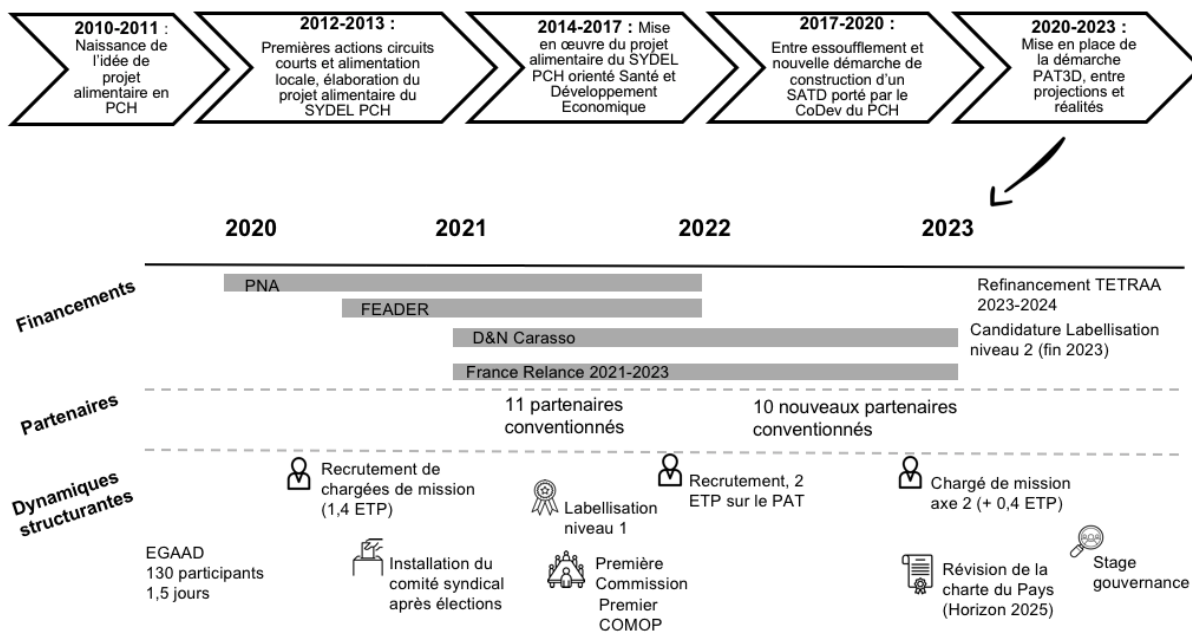 2010-2011 :
Naissance de
l'idée de
projet
alimentaire en
PCH
2012-2013 :
Premières actions circuits
courts et alimentation
locale, élaboration du
projet alimentaire du
SYDEL PCH
2014-2017 : Mise
en œuvre du projet
alimentaire du SYDEL
PCH orienté Santé et
Développement
Economique
2017-2020 :
Entre essoufflement et
nouvelle démarche de
construction d'un
SATD porté par le
CoDev du PCH
2020-2023 :
Mise en place de
la démarche
PAT3D, entre
projections et
réalités
2020
2021
2022
2023
Financements
PNA
FEADER
D&N Carasso
France Relance 2021-2023
Refinancement TETRAA
2023-2024
Candidature Labellisation
niveau 2 (fin 2023)
Partenaires
11 partenaires
conventionnés
10 nouveaux partenaires
conventionnés
Dynamiques
structurantes
EGAAD
130 participants
1,5 jours
Recrutement de
chargées de mission
(1,4 ETP)
Installation du
comité syndical
après élections
Labellisation
niveau 1
Première
Commission
Premier
COMOP
Recrutement, 2
ETP sur le PAT
Chargé de mission
axe 2 (+ 0,4 ETP)
Révision de la
charte du Pays
(Horizon 2025)
Stage
gouvernance